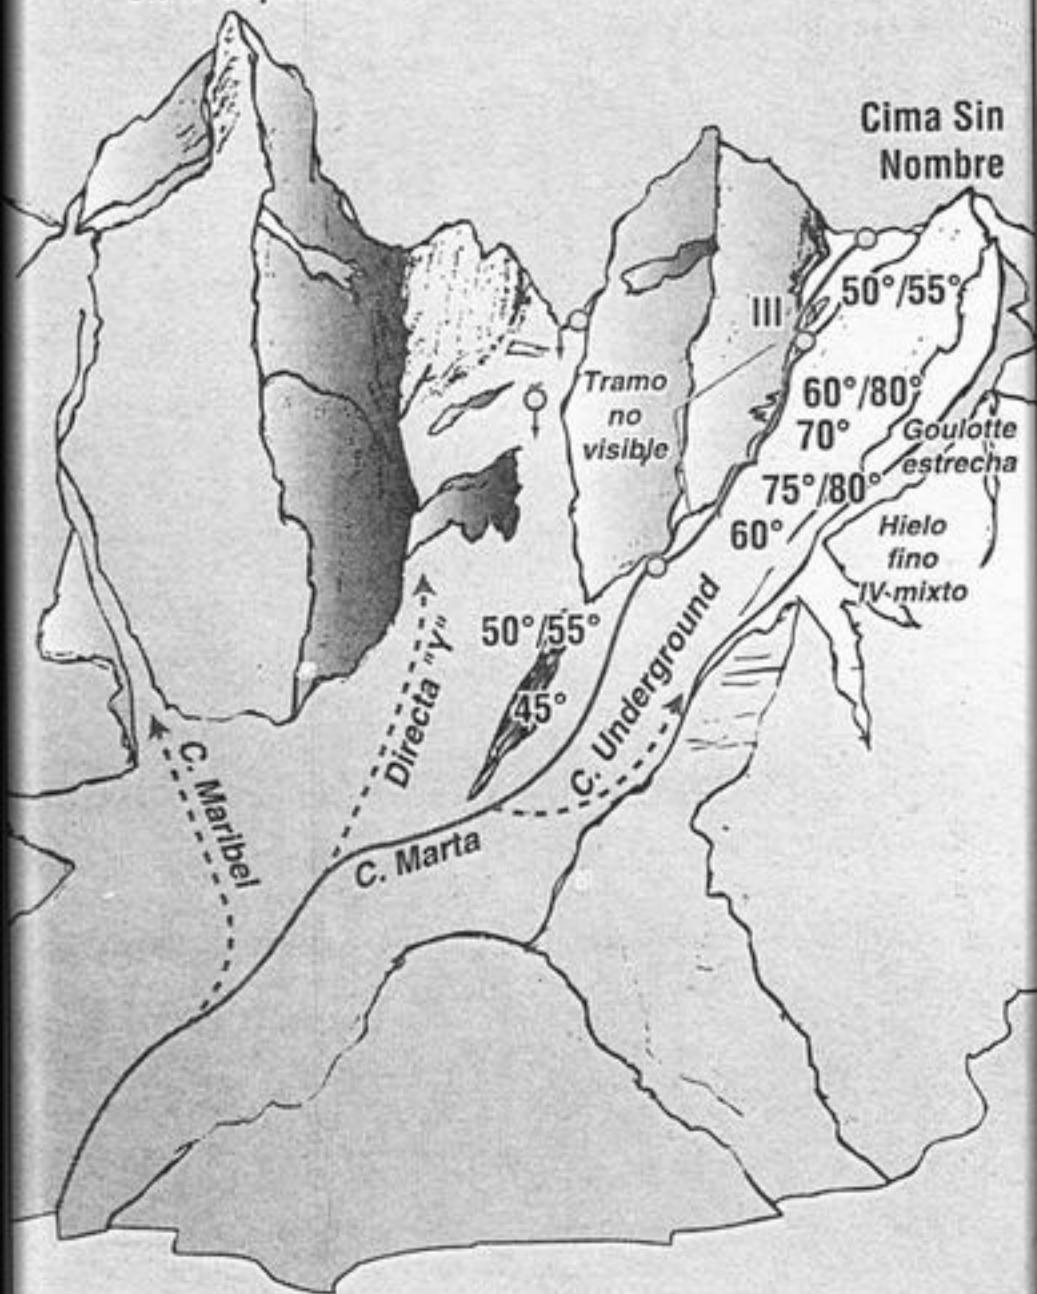 Cima Sin
Nombre
50°/55°
III
Tramo
no
visible
60°/80°
70°
Goulotte
estrecha
75°/80°
60°
Hielo
fino
IV-mixto
50°/55°
45°
Directa "Y"
C. Underground
C. Maribel
C. Marta